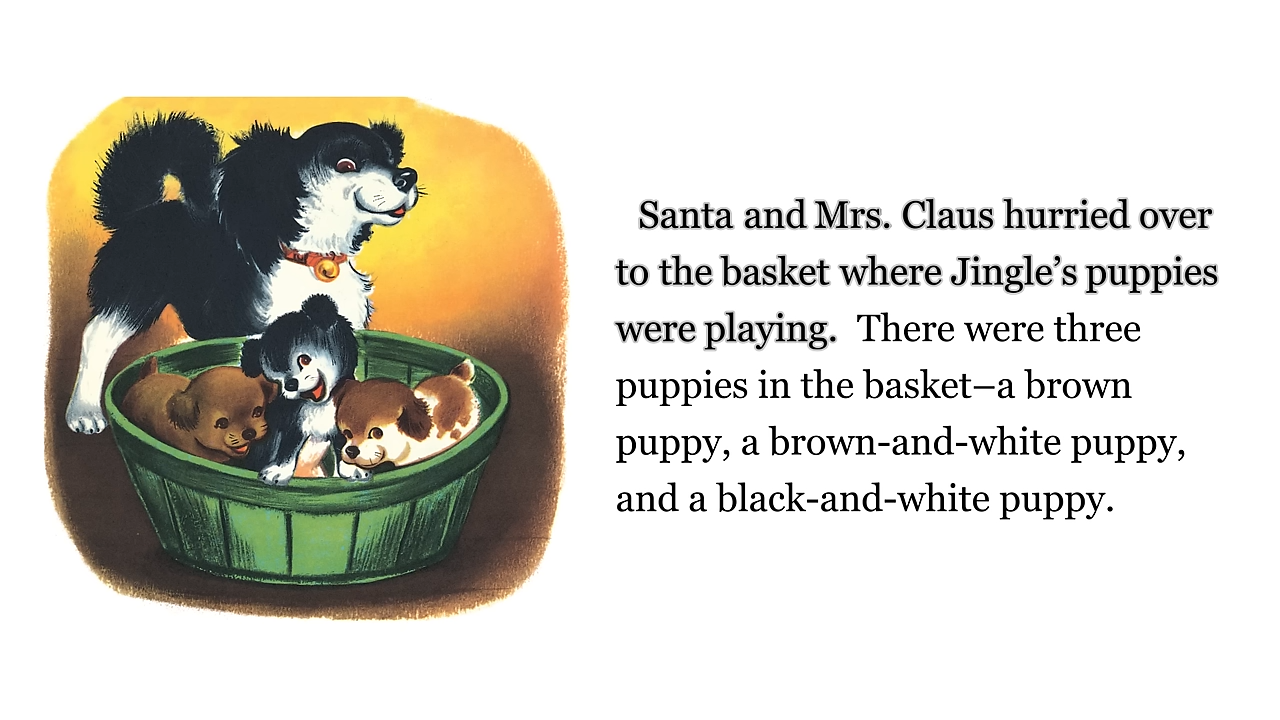 Santa and Mrs. Claus hurried over
to the basket where Jingle’s puppies
were playing.  There were three
puppies in the basket–a brown
puppy, a brown-and-white puppy,
and a black-and-white puppy.